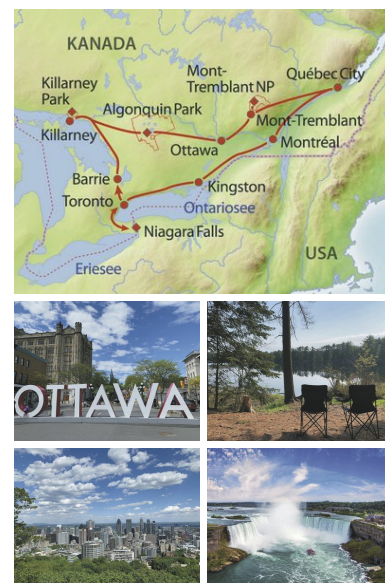 KANADA
Killarney
Park
Killarney
Algonquin Park
Mont-
Tremblant NP
Québec City
Mont-Tremblant
Montréal
Ottawa
Barrie
Toronto
Kingston
Ontariosee
Niagara Falls
Eriesee
USA
OTTAWA